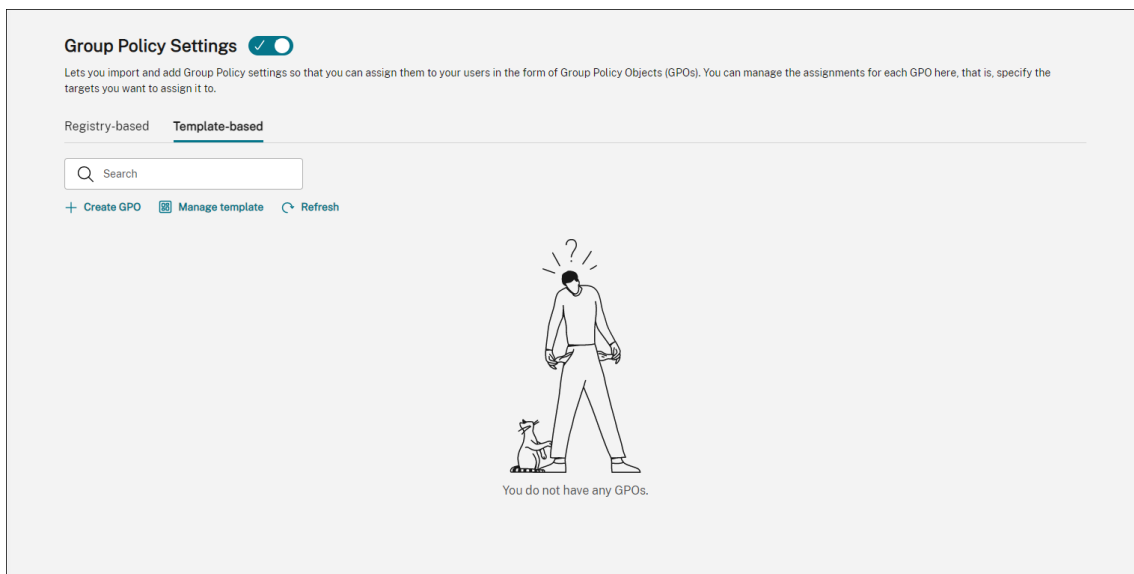 Group Policy Settings
Lets you import and add Group Policy settings so that you can assign them to your users in the form of Group Policy Objects (GPOs). You can manage the assignments for each GPO here, that is, specify the
targets you want to assign it to.
Registry-based Template-based
Search
Create GPO Manage template Refresh
?
You do not have any GPOs.